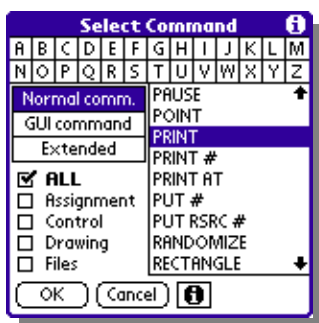 Select Command i
A B C D E F G H I J K L M
N O P Q R S T U V W X Y Z
Normal comm.
GUI command
Extended
ALL
Assignment
Control
Drawing
Files
PAUSE
POINT
PRINT
PRINT #
PRINT AT
PUT #
PUT RSRC #
RANDOMIZE
RECTANGLE
OK Cancel i